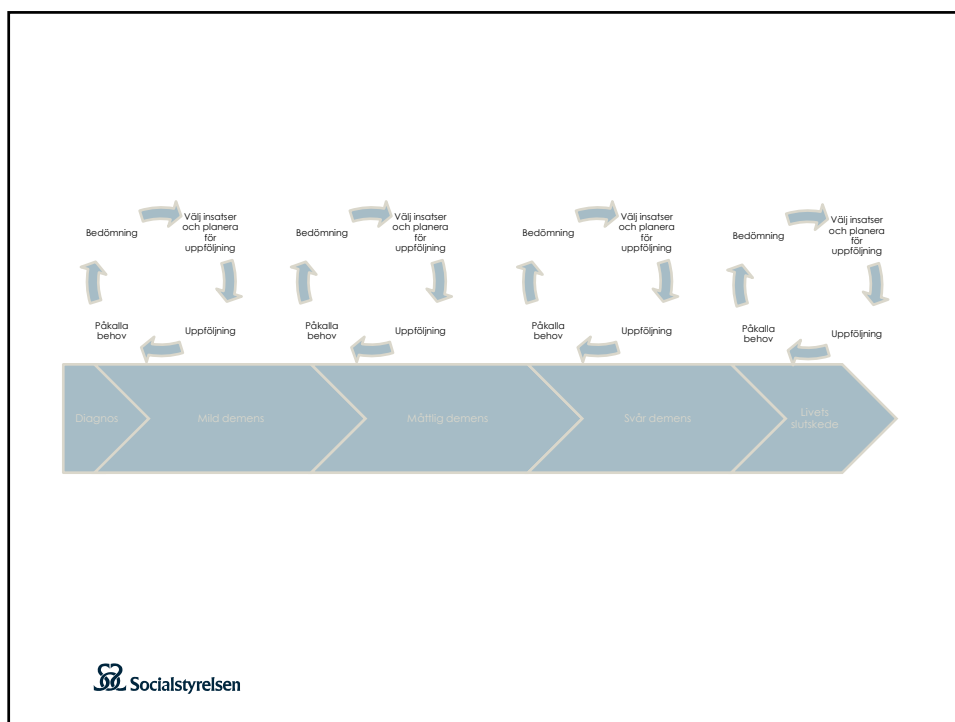 Bedömning
Välj insatser
och planera
för
uppföljning
Påkalla
behov
Uppföljning
Bedömning
Välj insatser
och planera
för
uppföljning
Påkalla
behov
Uppföljning
Bedömning
Välj insatser
och planera
för
uppföljning
Påkalla
behov
Uppföljning
Bedömning
Välj insatser
och planera
för
uppföljning
Påkalla
behov
Uppföljning
Diagnos
Mild demens
Måttlig demens
Svår demens
Livets
slutskede
Socialstyrelsen